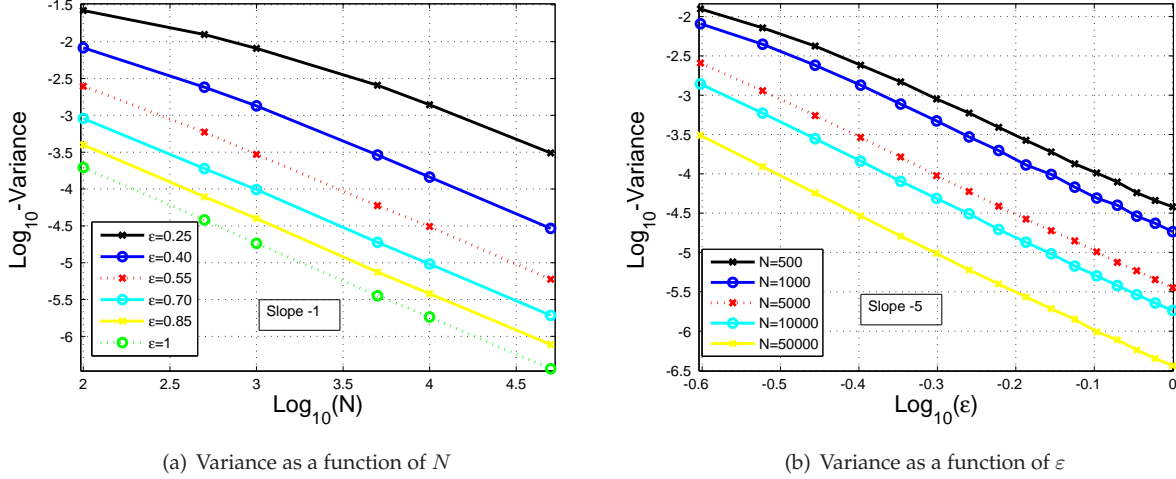 -1.5
-2
-2.5
-3
-3.5
-4
-4.5
-5
-5.5
-6
Log10-Variance
ε=0.25
ε=0.40
ε=0.55
ε=0.70
ε=0.85
ε=1
Slope -1
2 2.5 3 3.5 4 4.5
Log10(N)
(a) Variance as a function of N
-2
-2.5
-3
-3.5
-4
-4.5
-5
-5.5
-6
-6.5
Log10-Variance
N=500
N=1000
N=5000
N=10000
N=50000
Slope -5
-0.6 -0.5 -0.4 -0.3 -0.2 -0.1 0
Log10(ε)
(b) Variance as a function of ε